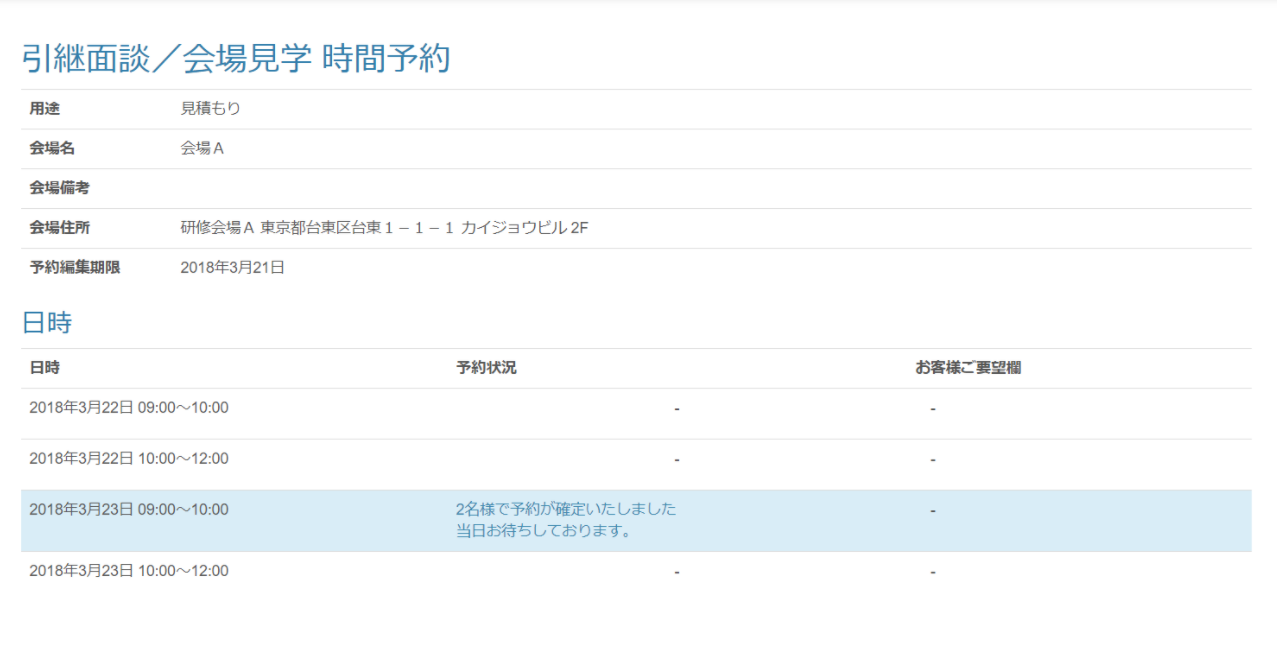 引継面談／会場見学 時間予約
用途 見積もり
会場名 会場Ａ
会場備考
会場住所 研修会場Ａ 東京都台東区台東１－１－１ カイジョウビル 2F
予約編集期限 2018年3月21日
日時
日時 予約状況 お客様ご要望欄
2018年3月22日 09:00～10:00 - -
2018年3月22日 10:00～12:00 - -
2018年3月23日 09:00～10:00 2名様で予約が確定いたしました -
当日お待ちしております。
2018年3月23日 10:00～12:00 - -